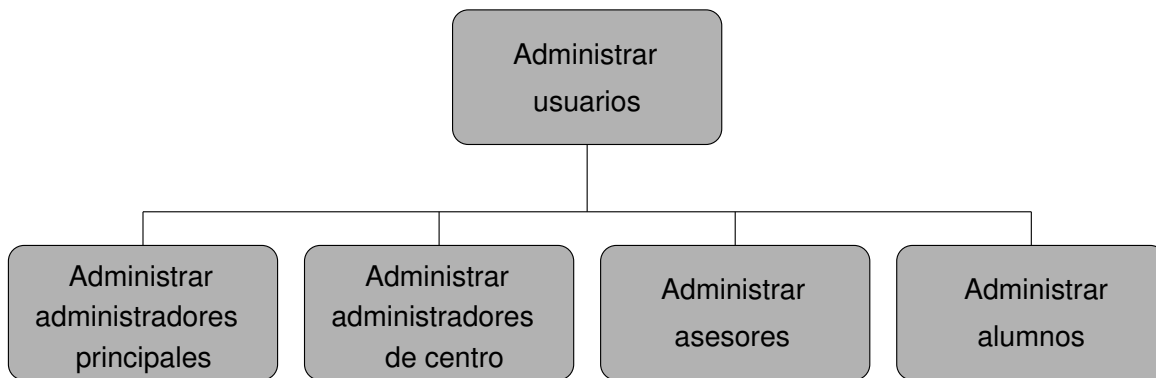 Administrar
usuarios
Administrar
administradores
principales
Administrar
administradores
de centro
Administrar
asesores
Administrar
alumnos